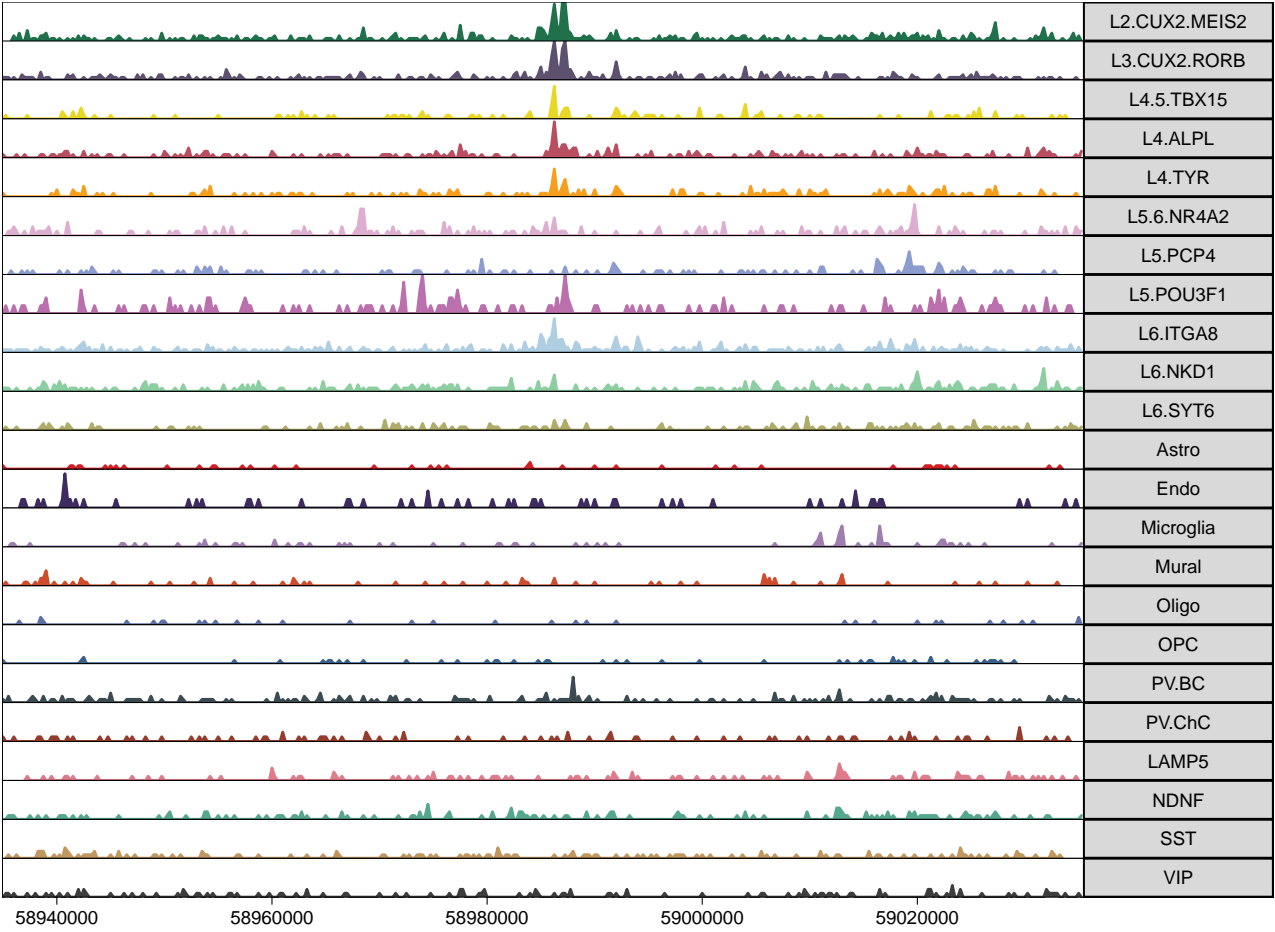 L2.CUX2.MEIS2
L3.CUX2.RORB
L4.5.TBX15
L4.ALPL
L4.TYR
L5.6.NR4A2
L5.PCP4
L5.POU3F1
L6.ITGA8
L6.NKD1
L6.SYT6
Astro
Endo
Microglia
Mural
Oligo
OPC
PV.BC
PV.ChC
LAMP5
NDNF
SST
VIP
58940000 58960000 58980000 59000000 59020000